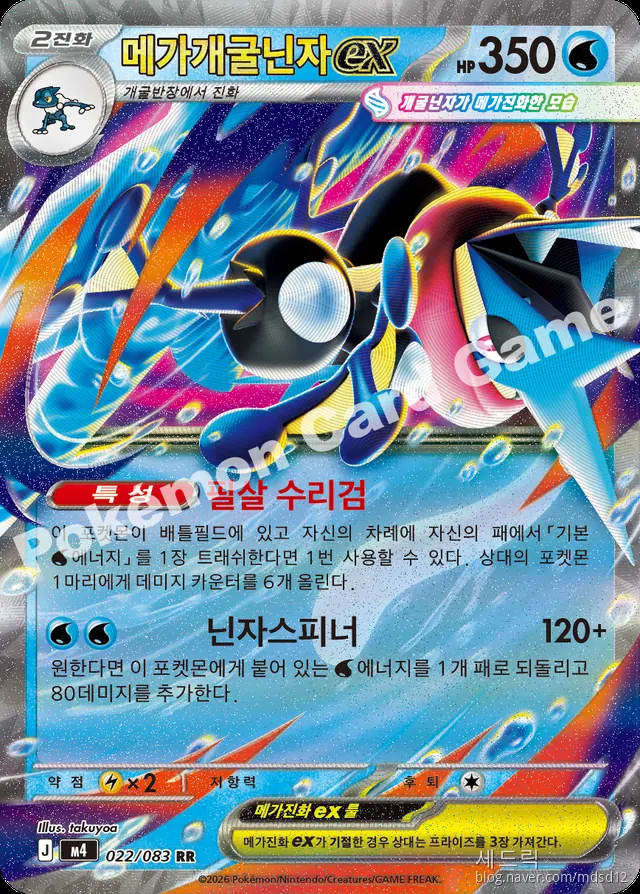 2진화
메가개굴닌자ex
HP 350
개굴반장에서 진화
개굴닌자가 메가진화한 모습
Pokémon Card Game
특성 필살 수리검
이 포켓몬이 배틀필드에 있고 자신의 차례에 자신의 패에서 「기본
에너지」를 1장 트래쉬한다면 1번 사용할 수 있다. 상대의 포켓몬
1마리에게 데미지 카운터를 6개 올린다.
닌자스피너 120+
원한다면 이 포켓몬에게 붙어 있는 에너지를 1개 패로 되돌리고
80데미지를 추가한다.
약점 ×2 저항력 후퇴
메가진화 ex 룰
메가진화 ex가 기절한 경우 상대는 프라이즈를 3장 가져간다.
Illus. takuyoa
J M4 022/083 RR
세드릭
blog.naver.com/mdsd12
©2026 Pokémon/Nintendo/Creatures/GAME FREAK.